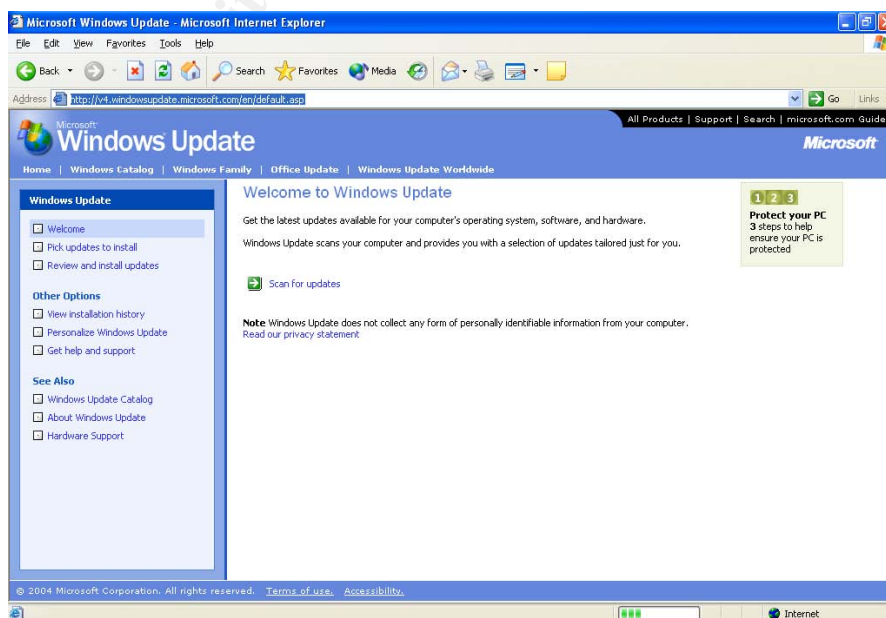 Microsoft Windows Update - Microsoft Internet Explorer
File Edit View Favorites Tools Help
Back Search Favorites Media
Address http://v4.windowsupdate.microsoft.com/en/default.asp Go Links
All Products | Support | Search | microsoft.com Guide
Microsoft
Windows Update
Microsoft
Home | Windows Catalog | Windows Family | Office Update | Windows Update Worldwide
Windows Update
Welcome
Pick updates to install
Review and install updates
Other Options
View installation history
Personalize Windows Update
Get help and support
See Also
Windows Update Catalog
About Windows Update
Hardware Support
Welcome to Windows Update
Get the latest updates available for your computer's operating system, software, and hardware.
Windows Update scans your computer and provides you with a selection of updates tailored just for you.
Scan for updates
Note Windows Update does not collect any form of personally identifiable information from your computer.
Read our privacy statement
1 2 3
Protect your PC
3 steps to help
ensure your PC is
protected
© 2004 Microsoft Corporation. All rights reserved. Terms of use. Accessibility.
Internet